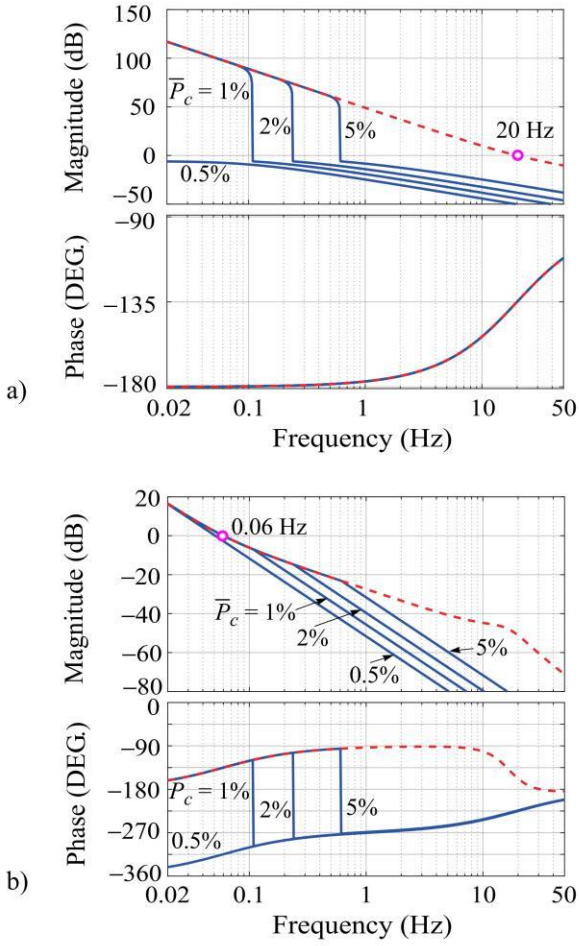 150
100
50
0
−50
Magnitude (dB)
P̅c = 1%
2%
5%
20 Hz
0.5%
−90
−135
−180
Phase (DEG.)
0.02
0.1
1
10
50
Frequency (Hz)
a)
20
0
−20
−40
−60
−80
Magnitude (dB)
0.06 Hz
P̅c = 1%
2%
5%
0.5%
0
−90
−180
−270
−360
Phase (DEG.)
Pc = 1%
2%
5%
0.5%
0.02
0.1
1
10
50
Frequency (Hz)
b)